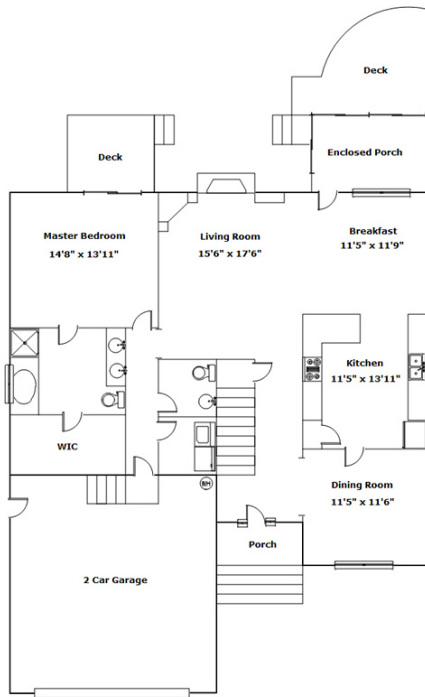 Deck
Enclosed Porch
Deck
Master Bedroom
14'8" x 13'11"
Living Room
15'6" x 17'6"
Breakfast
11'5" x 11'9"
Kitchen
11'5" x 13'11"
WIC
Dining Room
11'5" x 11'6"
WH
Porch
2 Car Garage